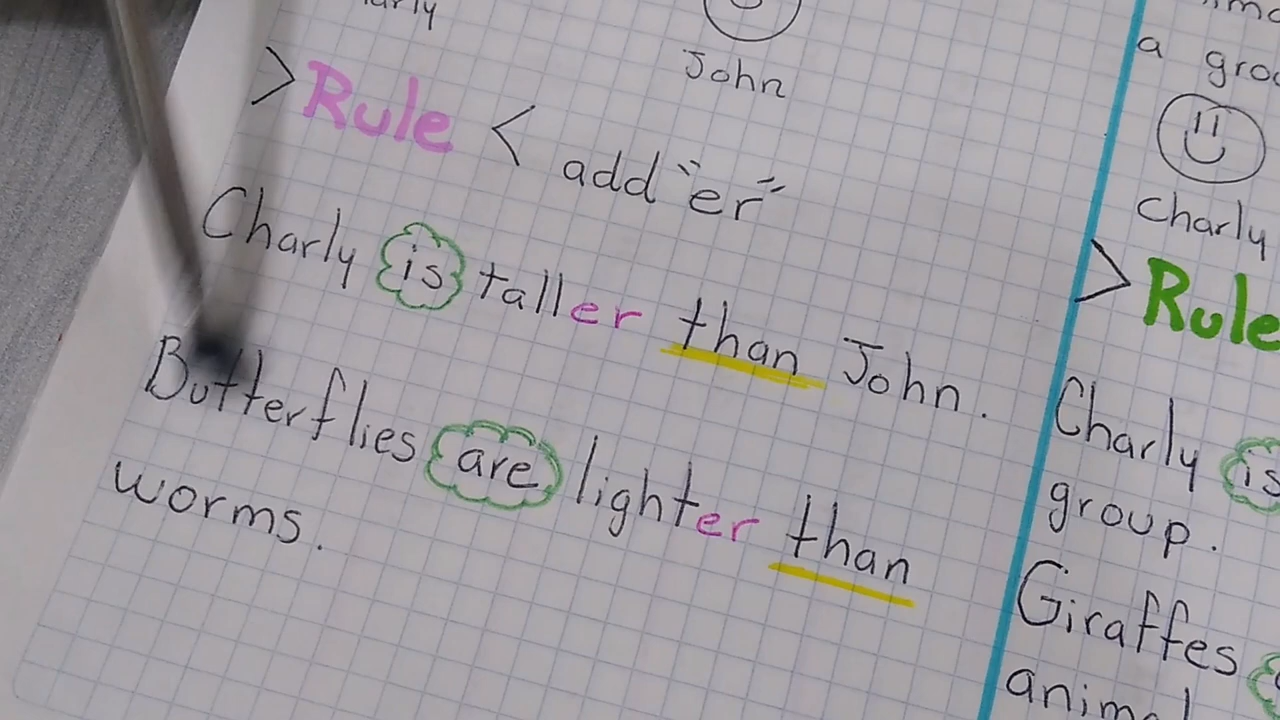 John
>Rule< add "er"
Charly is taller than John.
Butterflies are lighter than
worms.
a
Charly
>Rule
Charly is
group.
Giraffes